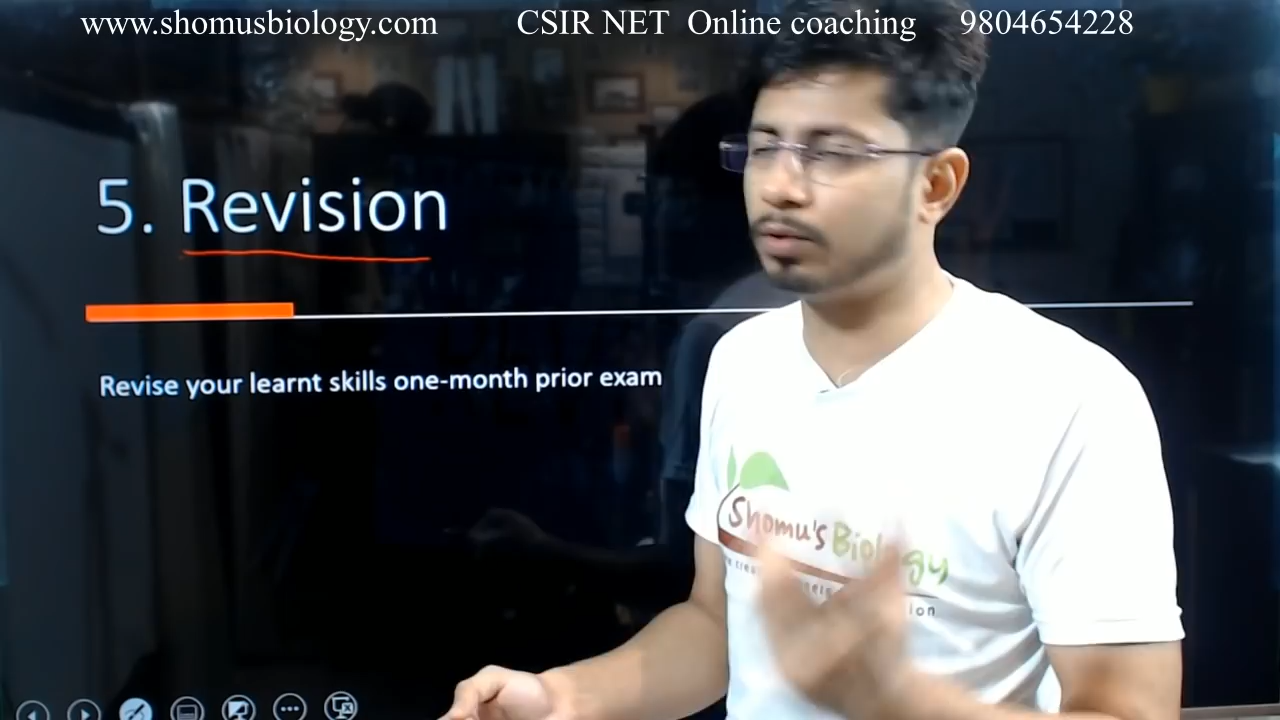 www.shomusbiology.com CSIR NET Online coaching 9804654228
5. Revision
Revise your learnt skills one-month prior exam
Shomu's Biology